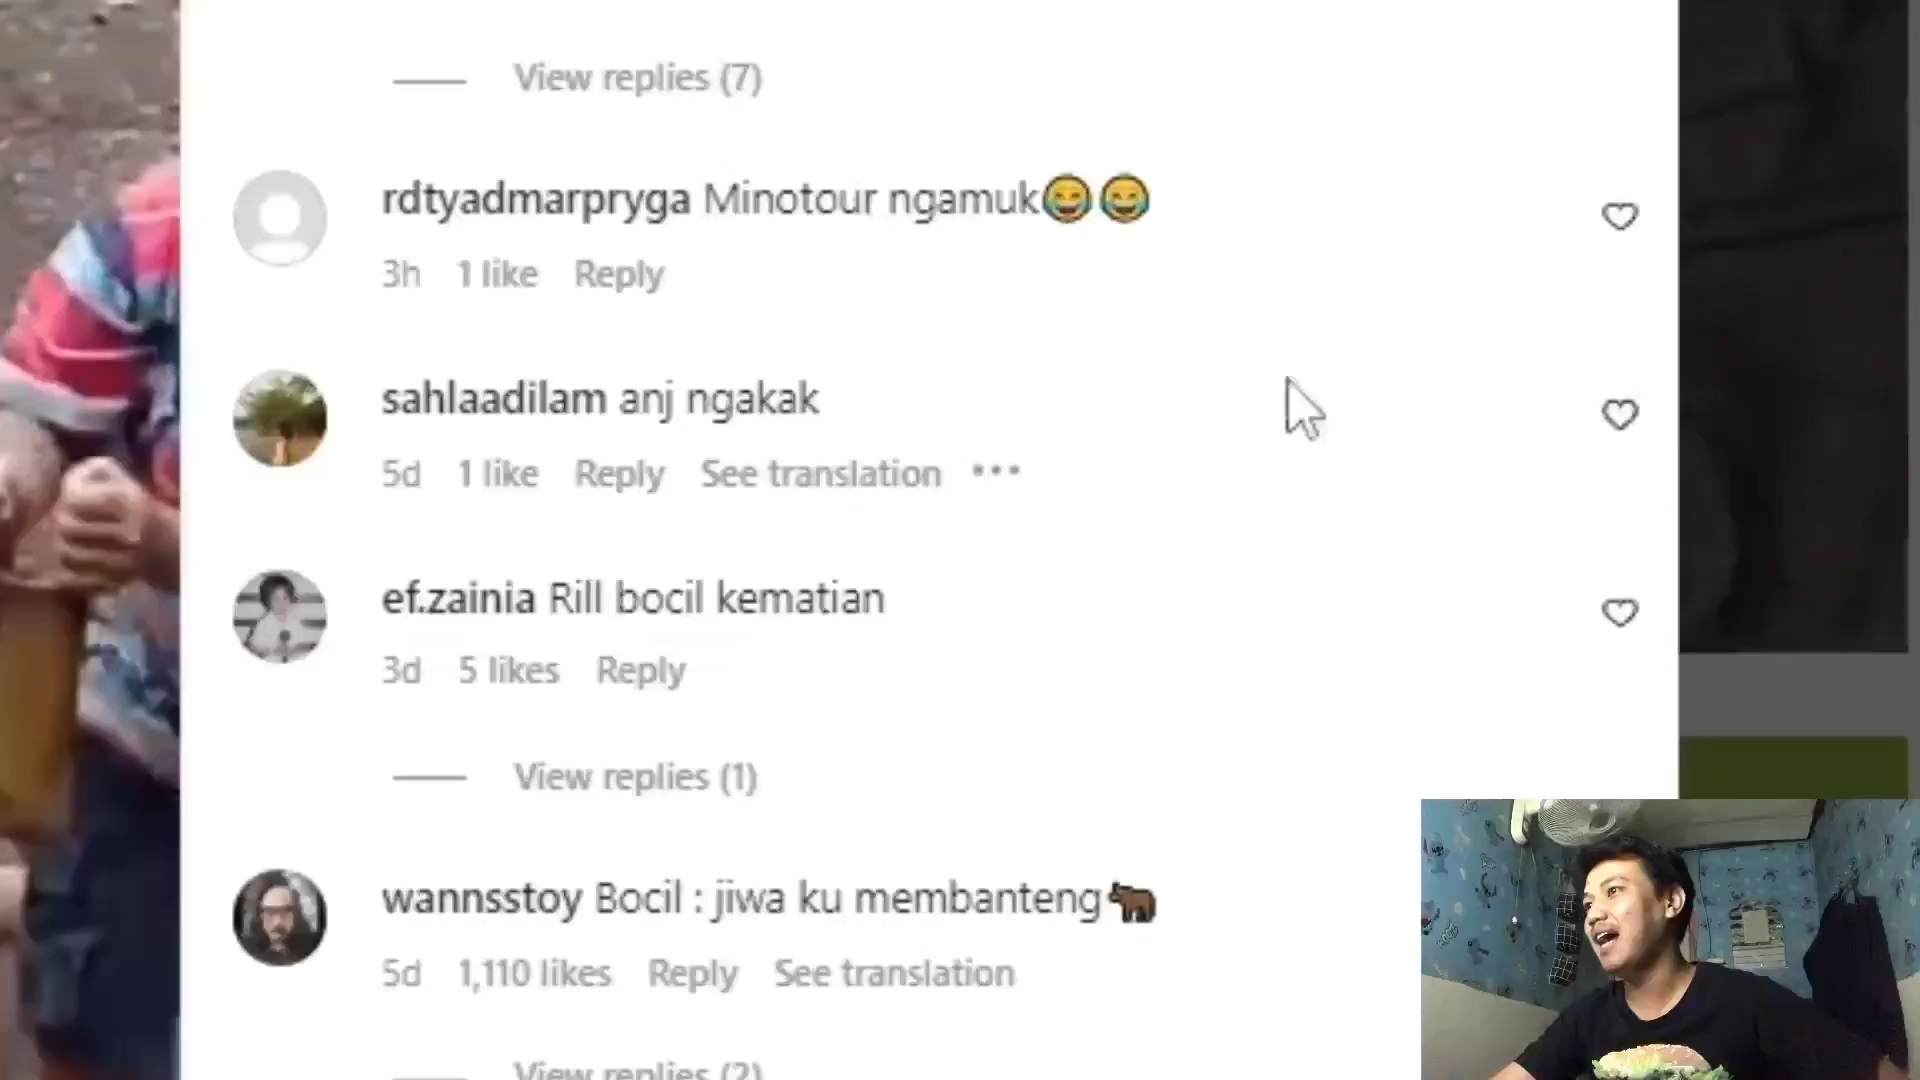 View replies (7)
rdtyadmarpryga Minotour ngamuk😂😂
3h 1 like Reply
sahlaadilam anj ngakak
5d 1 like Reply See translation •••
ef.zainia Rill bocil kematian
3d 5 likes Reply
View replies (1)
wannsstoy Bocil : jiwa ku membanteng🐂
5d 1,110 likes Reply See translation
View replies (2)